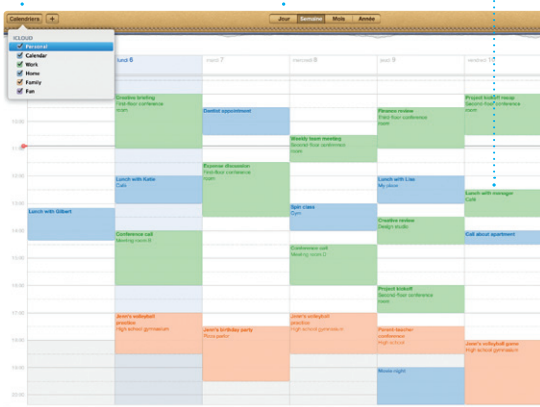 Calendriers
+
Jour Semaine Mois Année
ICLOUD
Personal
Calendar
Work
Home
Family
Fun
lundi 6
mardi 7
mercredi 8
jeudi 9
vendredi 10
Creative briefing
First-floor conference
room
Conference call
Meeting room B
Lunch with Gilbert
Lunch with Katie
Café
Jenn's volleyball
practice
High school gymnasium
Dentist appointment
Expense discussion
First-floor conference
room
Jenn's birthday party
Pizza parlor
Weekly team meeting
Second-floor conference
room
Spin class
Gym
Conference call
Meeting room D
Jenn's volleyball
practice
High school gymnasium
Finance review
Third-floor conference
room
Lunch with Lisa
My place
Creative review
Design studio
Project kickoff
Second-floor conference
room
Parent-teacher
conference
High school
Movie night
Project kickoff recap
Second-floor conference
room
Lunch with manager
Café
Call about apartment
Jenn's volleyball game
High school gymnasium